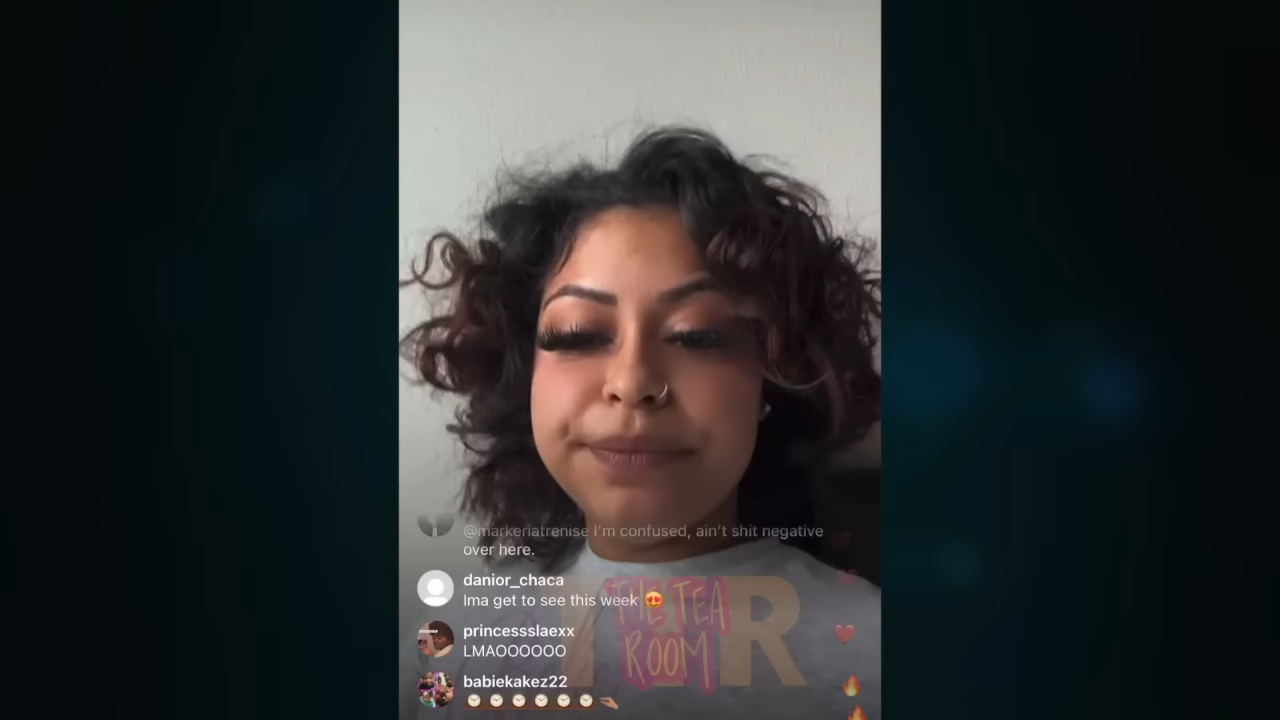 @markeriatrenise I'm confused, ain't shit negative
over here.
danior_chaca
Ima get to see this week 😍
THE TEA
ROOM
R
princessslaexx
LMAOOOOOO
babiekakez22